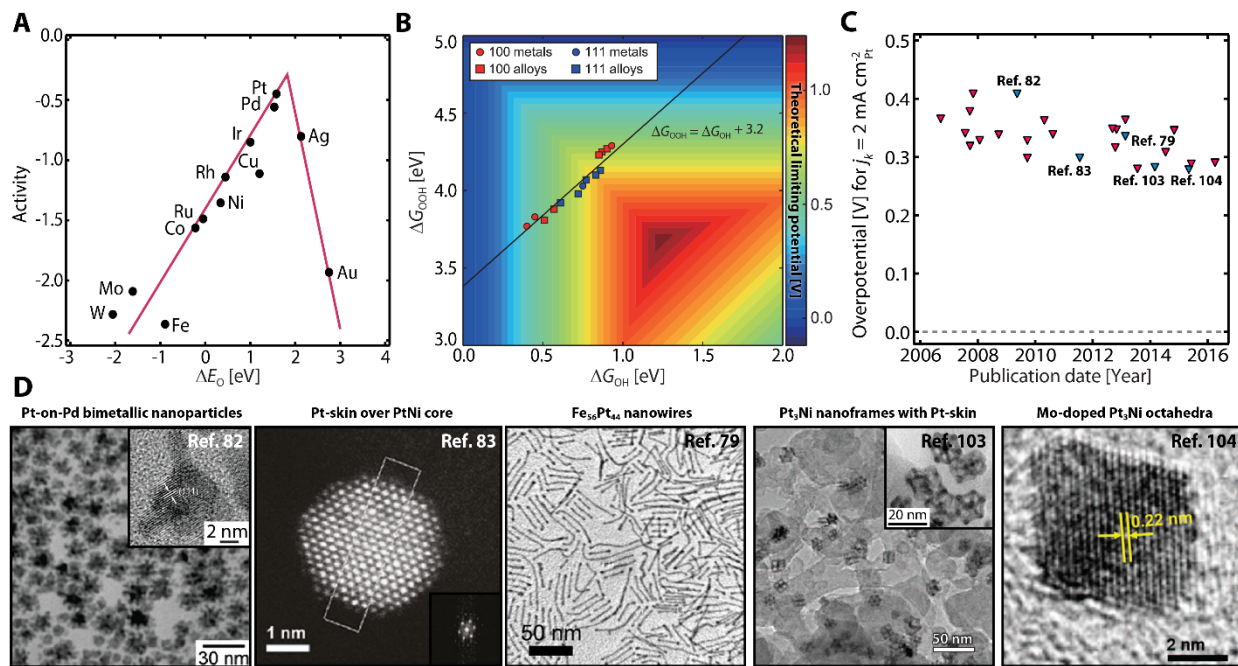 A
Activity
0.0
-0.5
-1.0
-1.5
-2.0
-2.5
-3
-2
-1
0
1
2
3
4
ΔE_O [eV]
Pt
Pd
Ir
Cu
Rh
Ni
Ru
Co
Mo
W
Fe
Ag
Au
B
ΔG_OOH [eV]
5.0
4.5
4.0
3.5
3.0
0.0
0.5
1.0
1.5
2.0
ΔG_OH [eV]
100 metals
111 metals
100 alloys
111 alloys
ΔG_OOH = ΔG_OH + 3.2
Theoretical limiting potential [V]
1.0
0.5
0.0
C
Overpotential [V] for j_k = 2 mA cm⁻²_Pt
0.5
0.4
0.3
0.2
0.1
0.0
2006
2008
2010
2012
2014
2016
Publication date [Year]
Ref. 82
Ref. 79
Ref. 83
Ref. 103
Ref. 104
D
Pt-on-Pd bimetallic nanoparticles
Ref. 82
2 nm
30 nm
Pt-skin over PtNi core
Ref. 83
1 nm
Fe₅₆Pt₄₄ nanowires
Ref. 79
50 nm
Pt₃Ni nanoframes with Pt-skin
Ref. 103
20 nm
50 nm
Mo-doped Pt₃Ni octahedra
Ref. 104
0.22 nm
2 nm